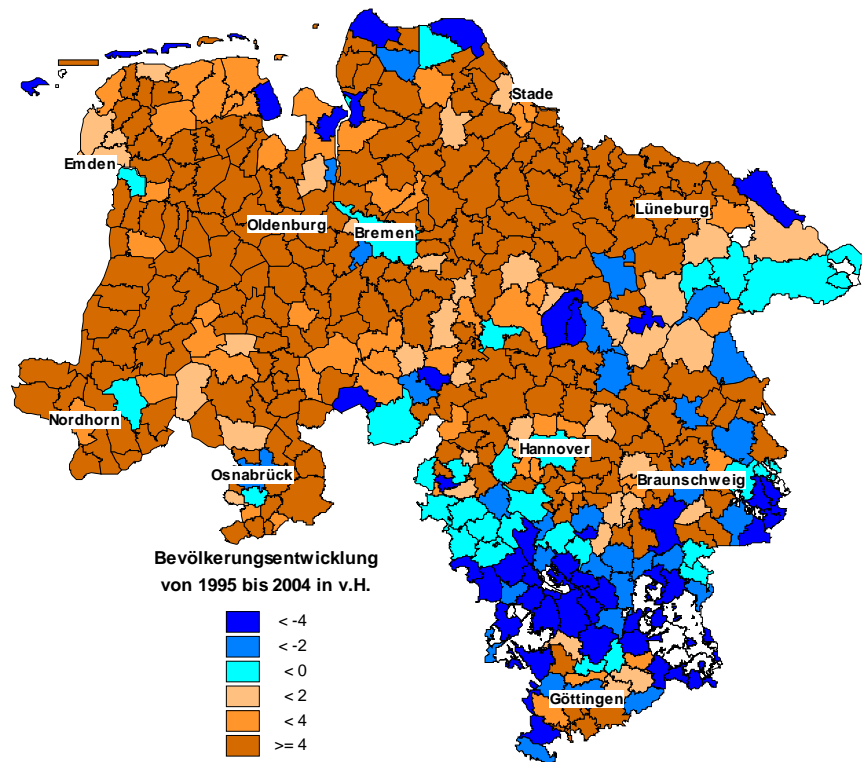 Stade
Emden
Lüneburg
Oldenburg
Bremen
Nordhorn
Hannover
Osnabrück
Braunschweig
Bevölkerungsentwicklung
von 1995 bis 2004 in v.H.
< -4
< -2
< 0
< 2
< 4
>= 4
Göttingen